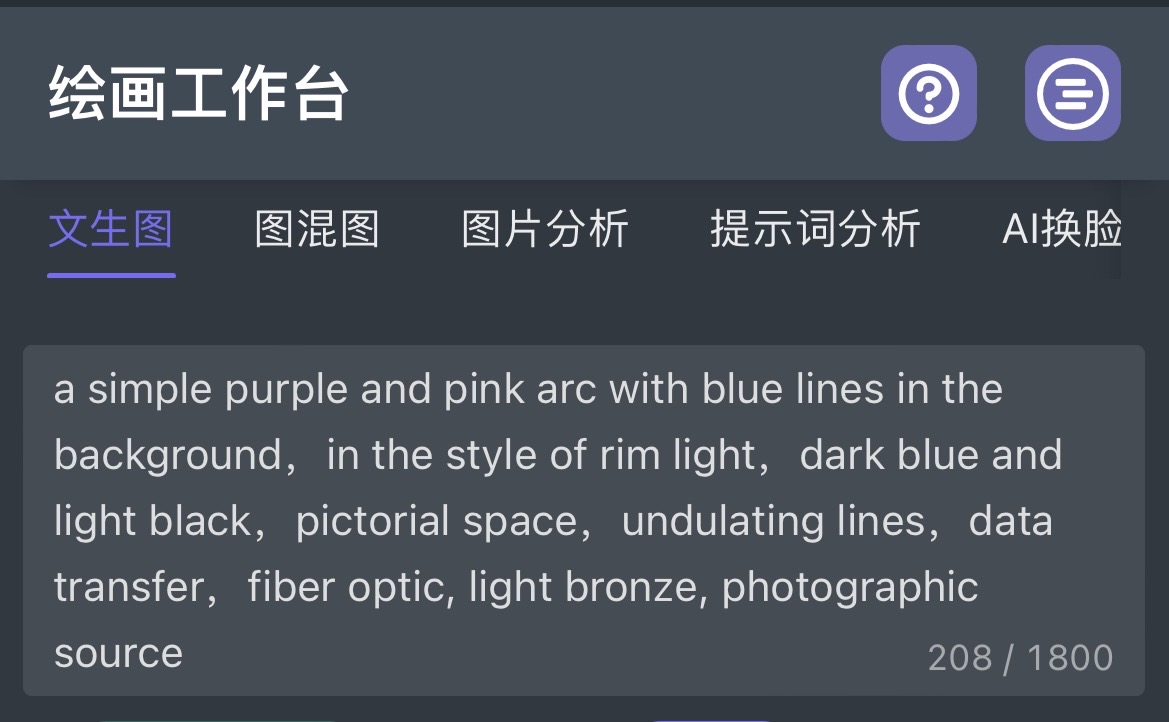 绘画工作台
文生图 图混图 图片分析 提示词分析 AI换脸
a simple purple and pink arc with blue lines in the
background，in the style of rim light，dark blue and
light black，pictorial space，undulating lines，data
transfer，fiber optic, light bronze, photographic
source
208 / 1800